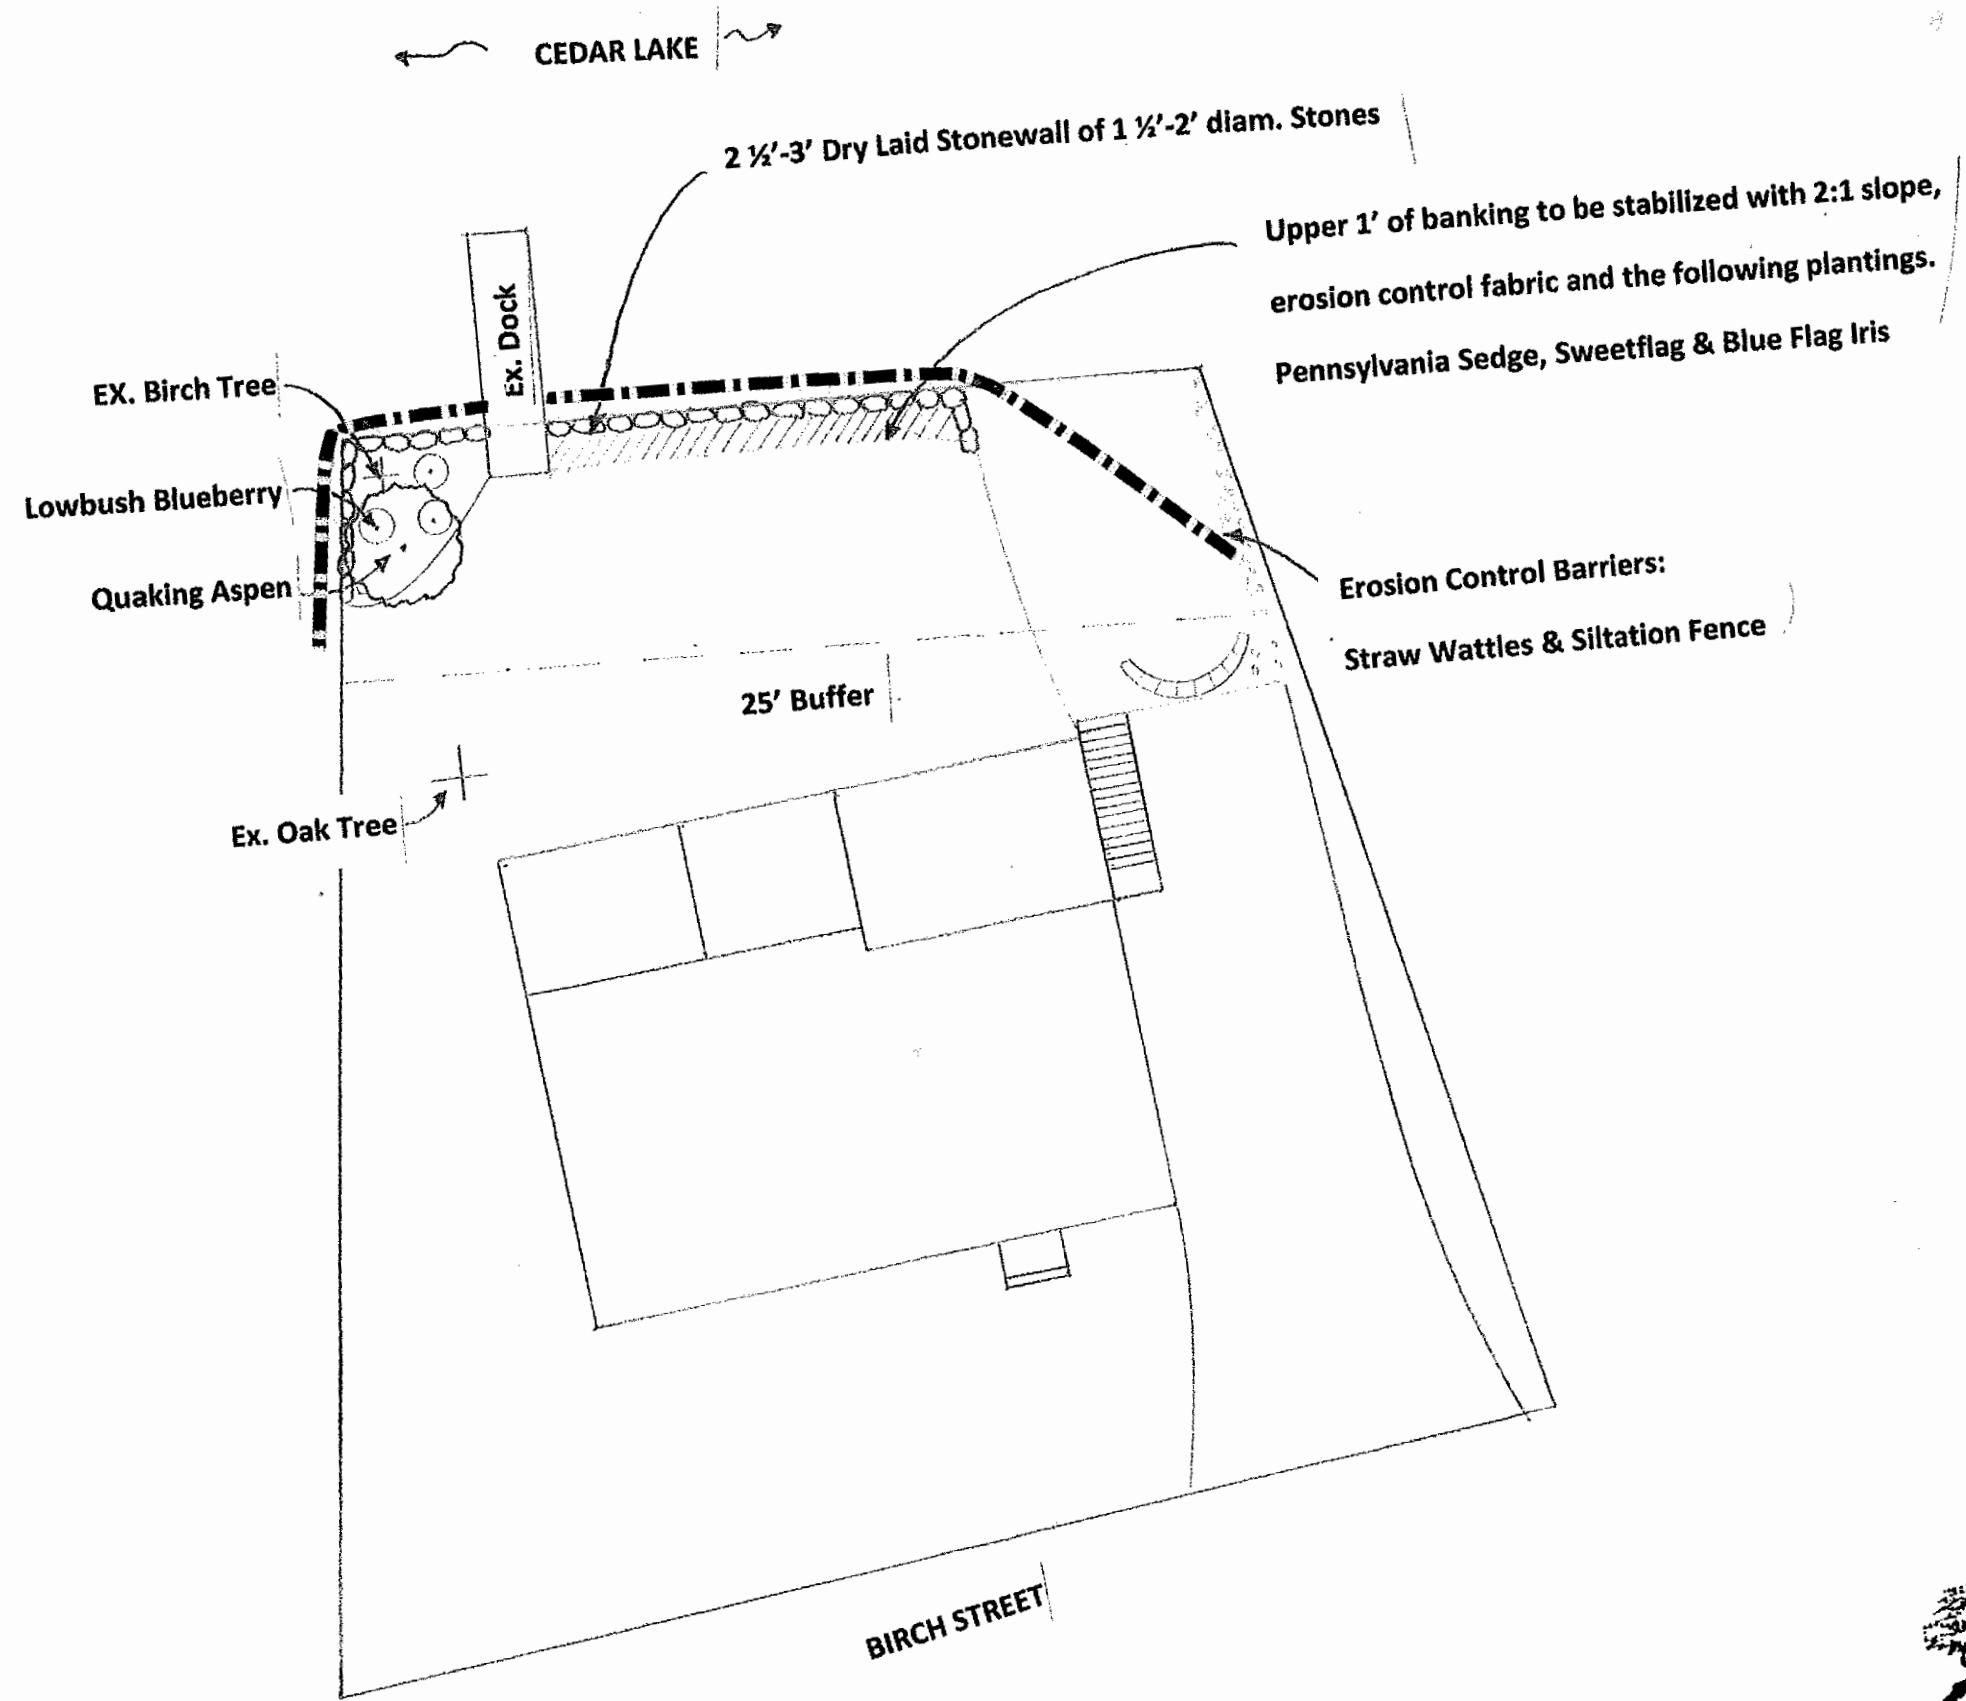 CEDAR LAKE
2 ½'-3' Dry Laid Stonewall of 1 ½'-2' diam. Stones
Upper 1' of banking to be stabilized with 2:1 slope,
erosion control fabric and the following plantings.
Pennsylvania Sedge, Sweetflag & Blue Flag Iris
Ex. Dock
EX. Birch Tree
Lowbush Blueberry
Quaking Aspen
Erosion Control Barriers:
Straw Wattles & Siltation Fence
25' Buffer
Ex. Oak Tree
BIRCH STREET